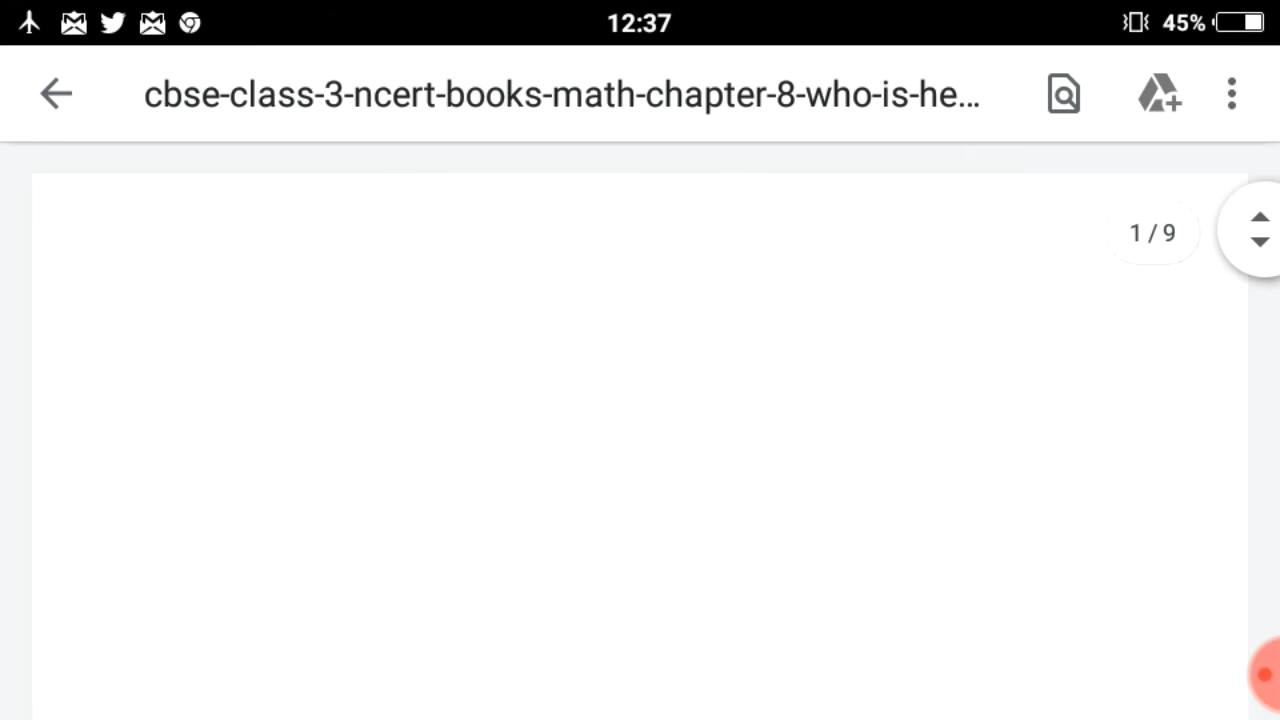 12:37
45%
cbse-class-3-ncert-books-math-chapter-8-who-is-he...
1 / 9